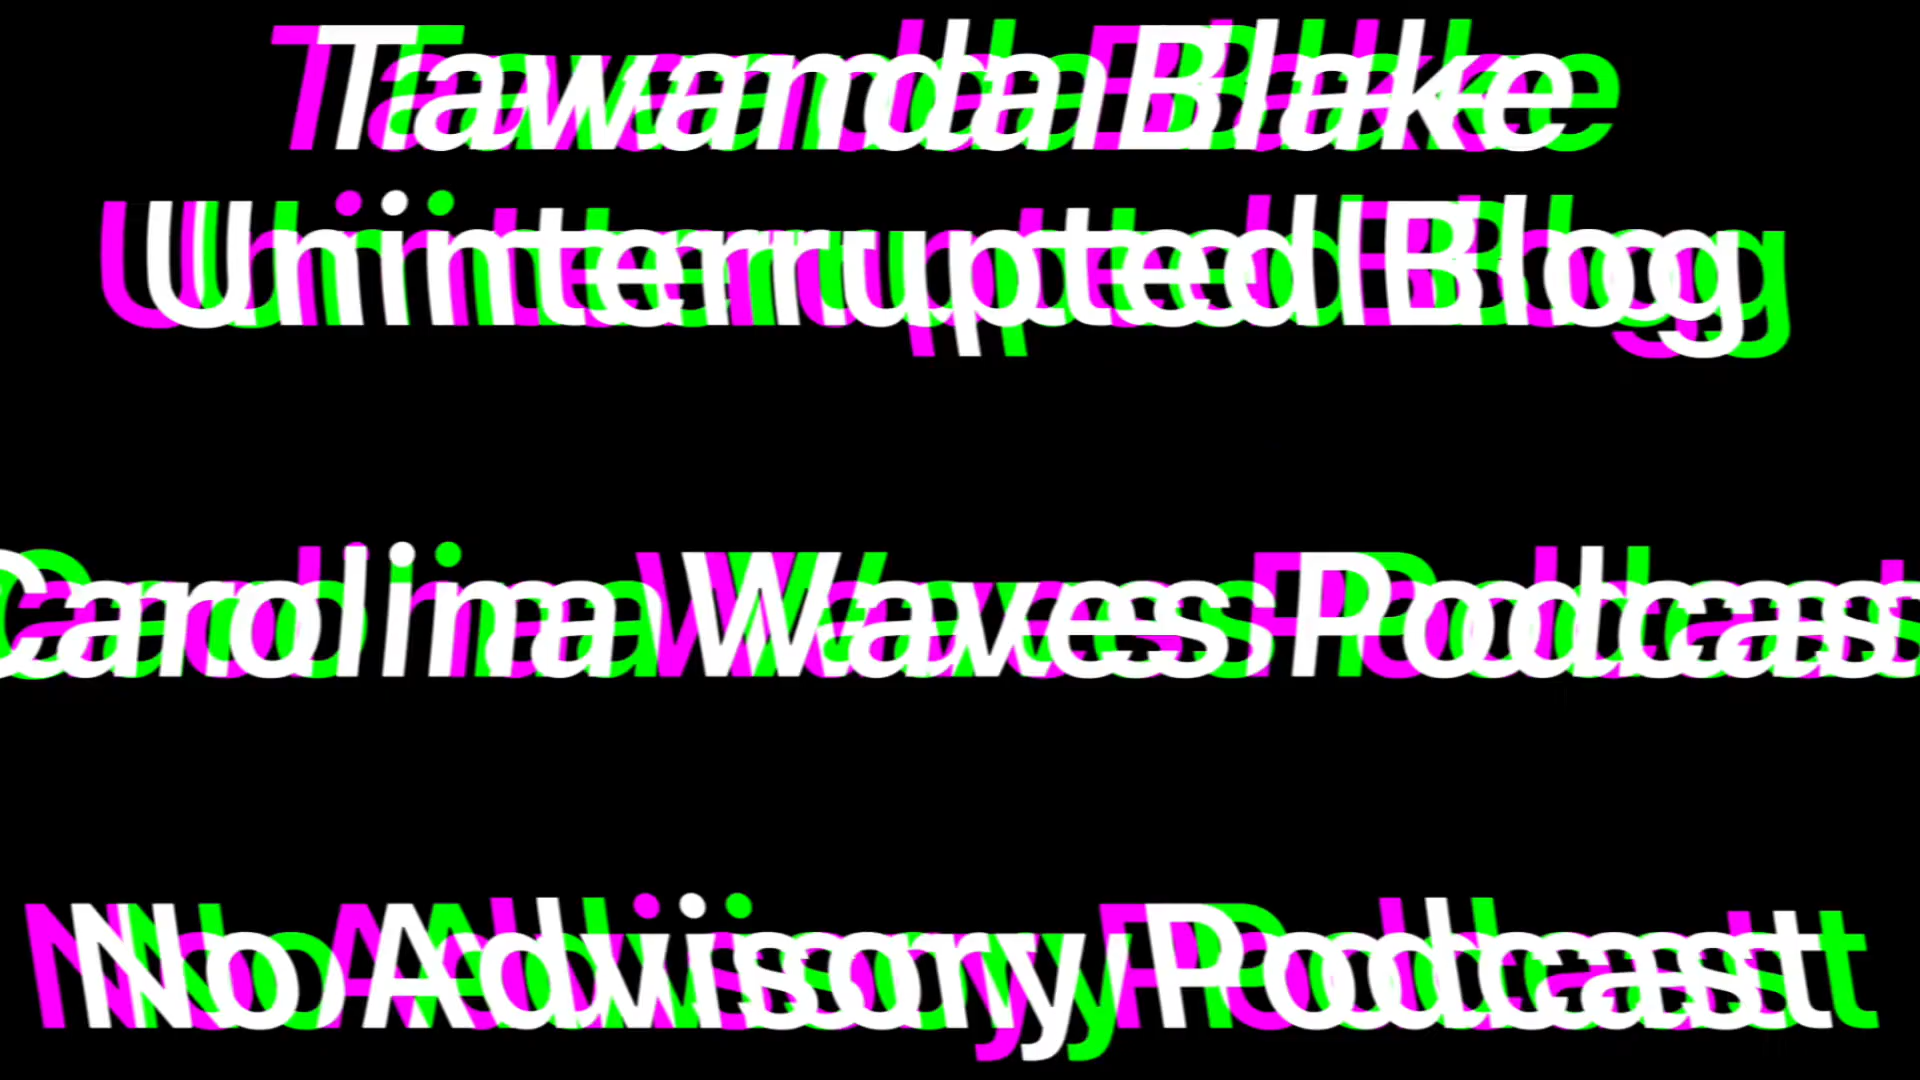 Tawanda Blake
Uninterrupted Blog
Carolina Waves Podcast
No Advisory Podcast